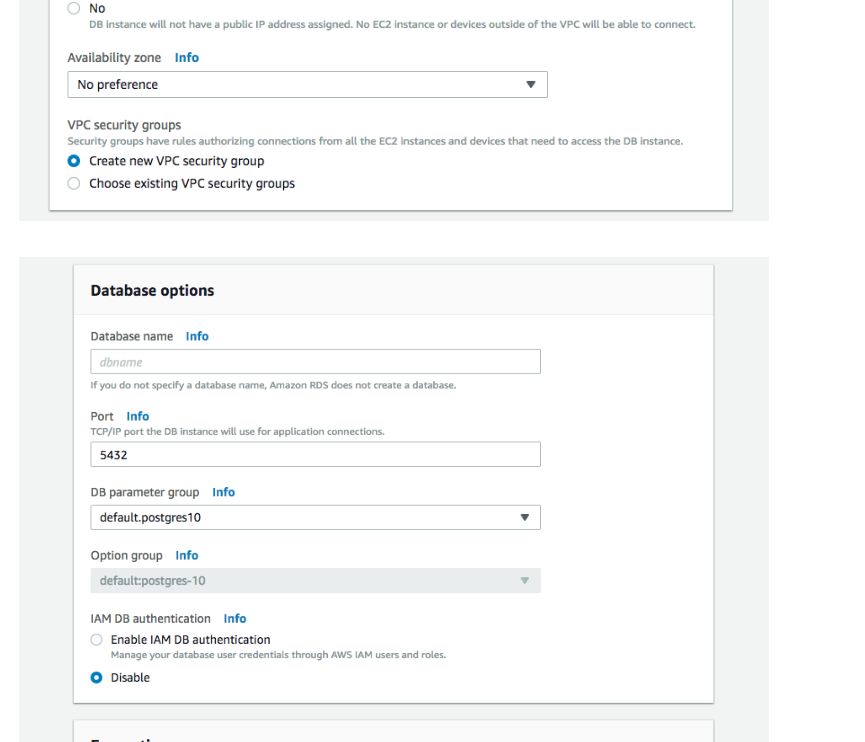 No
DB instance will not have a public IP address assigned. No EC2 instance or devices outside of the VPC will be able to connect.
Availability zone Info
No preference
VPC security groups
Security groups have rules authorizing connections from all the EC2 instances and devices that need to access the DB instance.
Create new VPC security group
Choose existing VPC security groups
Database options
Database name Info
dbname
If you do not specify a database name, Amazon RDS does not create a database.
Port Info
TCP/IP port the DB instance will use for application connections.
5432
DB parameter group Info
default.postgres10
Option group Info
default:postgres-10
IAM DB authentication Info
Enable IAM DB authentication
Manage your database user credentials through AWS IAM users and roles.
Disable